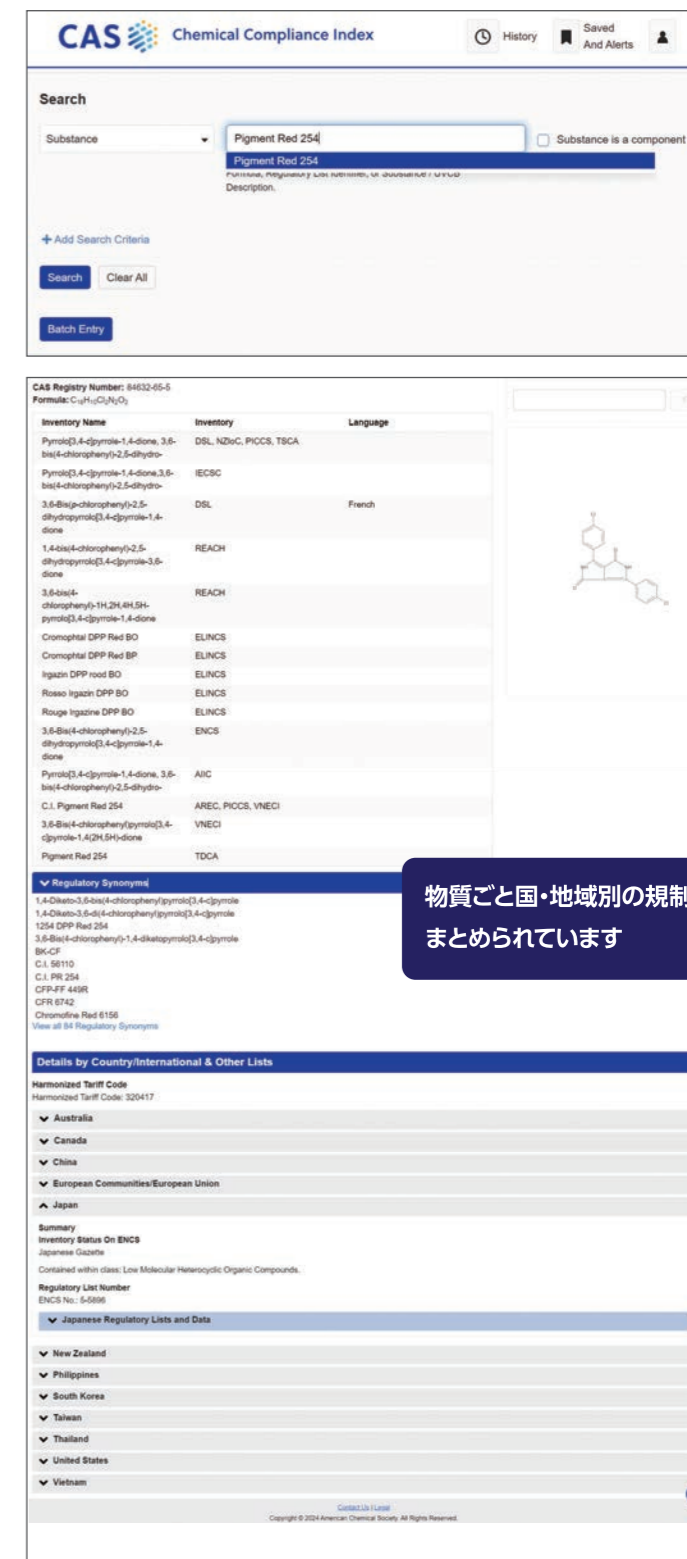 CAS Chemical Compliance Index
History
Saved
And Alerts
Search
Substance
Pigment Red 254
Substance is a component
Pigment Red 254
Formula, Regulatory List Identifier, or Substance / UVCB
Description.
+ Add Search Criteria
Search
Clear All
Batch Entry
CAS Registry Number: 84632-65-5
Formula: C₁₈H₁₀Cl₂N₂O₂
Inventory Name Inventory Language
Pyrrolo[3,4-c]pyrrole-1,4-dione, 3,6- DSL, NZIoC, PICCS, TSCA
bis(4-chlorophenyl)-2,5-dihydro-
Pyrrolo[3,4-c]pyrrole-1,4-dione,3,6- IECSC
bis(4-chlorophenyl)-2,5-dihydro-
3,6-Bis(p-chlorophenyl)-2,5- DSL French
dihydropyrrolo[3,4-c]pyrrole-1,4-
dione
1,4-bis(4-chlorophenyl)-2,5- REACH
dihydropyrrolo[3,4-c]pyrrole-3,6-
dione
3,6-bis(4- REACH
chlorophenyl)-1H,2H,4H,5H-
pyrrolo[3,4-c]pyrrole-1,4-dione
Cromophtal DPP Red BO ELINCS
Cromophtal DPP Red BP ELINCS
Irgazin DPP rood BO ELINCS
Rosso Irgazin DPP BO ELINCS
Rouge Irgazine DPP BO ELINCS
3,6-Bis(4-chlorophenyl)-2,5- ENCS
dihydropyrrolo[3,4-c]pyrrole-1,4-
dione
Pyrrolo[3,4-c]pyrrole-1,4-dione, 3,6- AIIC
bis(4-chlorophenyl)-2,5-dihydro-
C.I. Pigment Red 254 AREC, PICCS, VNECI
3,6-Bis(4-chlorophenyl)pyrrolo[3,4- VNECI
c]pyrrole-1,4(2H,5H)-dione
Pigment Red 254 TDCA
Regulatory Synonyms
1,4-Diketo-3,6-bis(4-chlorophenyl)pyrrolo[3,4-c]pyrrole
1,4-Diketo-3,6-di(4-chlorophenyl)pyrrolo[3,4-c]pyrrole
1254 DPP Red 254
3,6-Bis(4-chlorophenyl)-1,4-diketopyrrolo[3,4-c]pyrrole
BK-CF
C.I. 56110
C.I. PR 254
CFP-FF 449R
CFR 6742
Chromofine Red 6156
View all 84 Regulatory Synonyms
物質ごと国・地域別の規制
まとめられています
Details by Country/International & Other Lists
Harmonized Tariff Code
Harmonized Tariff Code: 320417
Australia
Canada
China
European Communities/European Union
Japan
Summary
Inventory Status On ENCS
Japanese Gazette
Contained within class: Low Molecular Heterocyclic Organic Compounds.
Regulatory List Number
ENCS No.: 5-5896
Japanese Regulatory Lists and Data
New Zealand
Philippines
South Korea
Taiwan
Thailand
United States
Vietnam
Contact Us | Legal
Copyright © 2024 American Chemical Society. All Rights Reserved.